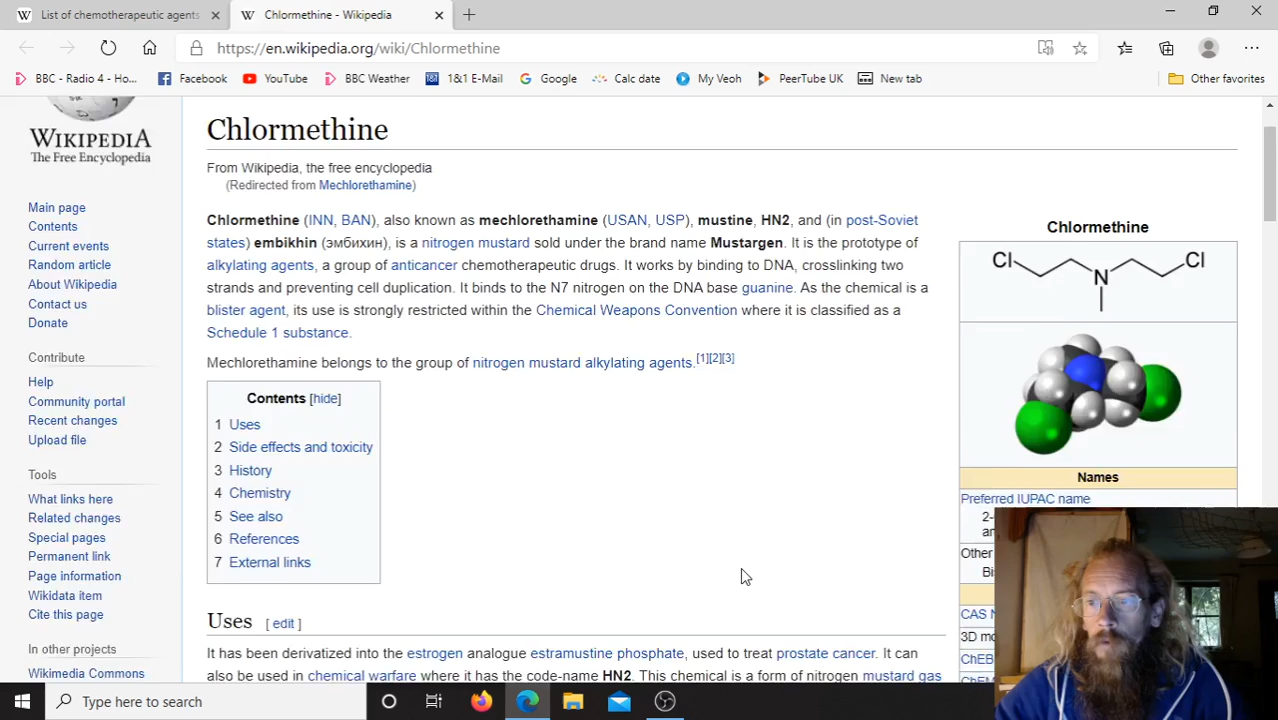 List of chemotherapeutic agents
Chlormethine - Wikipedia
https://en.wikipedia.org/wiki/Chlormethine
BBC - Radio 4 - Ho...
Facebook
YouTube
BBC Weather
1&1 E-Mail
Google
Calc date
My Veoh
PeerTube UK
New tab
Other favorites
WIKIPEDIA
The Free Encyclopedia
Main page
Contents
Current events
Random article
About Wikipedia
Contact us
Donate
Contribute
Help
Community portal
Recent changes
Upload file
Tools
What links here
Related changes
Special pages
Permanent link
Page information
Wikidata item
Cite this page
In other projects
Wikimedia Commons
Chlormethine
From Wikipedia, the free encyclopedia
(Redirected from Mechlorethamine)
Chlormethine (INN, BAN), also known as mechlorethamine (USAN, USP), mustine, HN2, and (in post-Soviet
states) embikhin (эмбихин), is a nitrogen mustard sold under the brand name Mustargen. It is the prototype of
alkylating agents, a group of anticancer chemotherapeutic drugs. It works by binding to DNA, crosslinking two
strands and preventing cell duplication. It binds to the N7 nitrogen on the DNA base guanine. As the chemical is a
blister agent, its use is strongly restricted within the Chemical Weapons Convention where it is classified as a
Schedule 1 substance.
Mechlorethamine belongs to the group of nitrogen mustard alkylating agents.[1][2][3]
Contents [hide]
1 Uses
2 Side effects and toxicity
3 History
4 Chemistry
5 See also
6 References
7 External links
Uses [ edit ]
It has been derivatized into the estrogen analogue estramustine phosphate, used to treat prostate cancer. It can
also be used in chemical warfare where it has the code-name HN2. This chemical is a form of nitrogen mustard gas
Chlormethine
Cl
N
Cl
Names
Preferred IUPAC name
2-
Other
Bi
CAS N
3D mo
ChEB
Type here to search